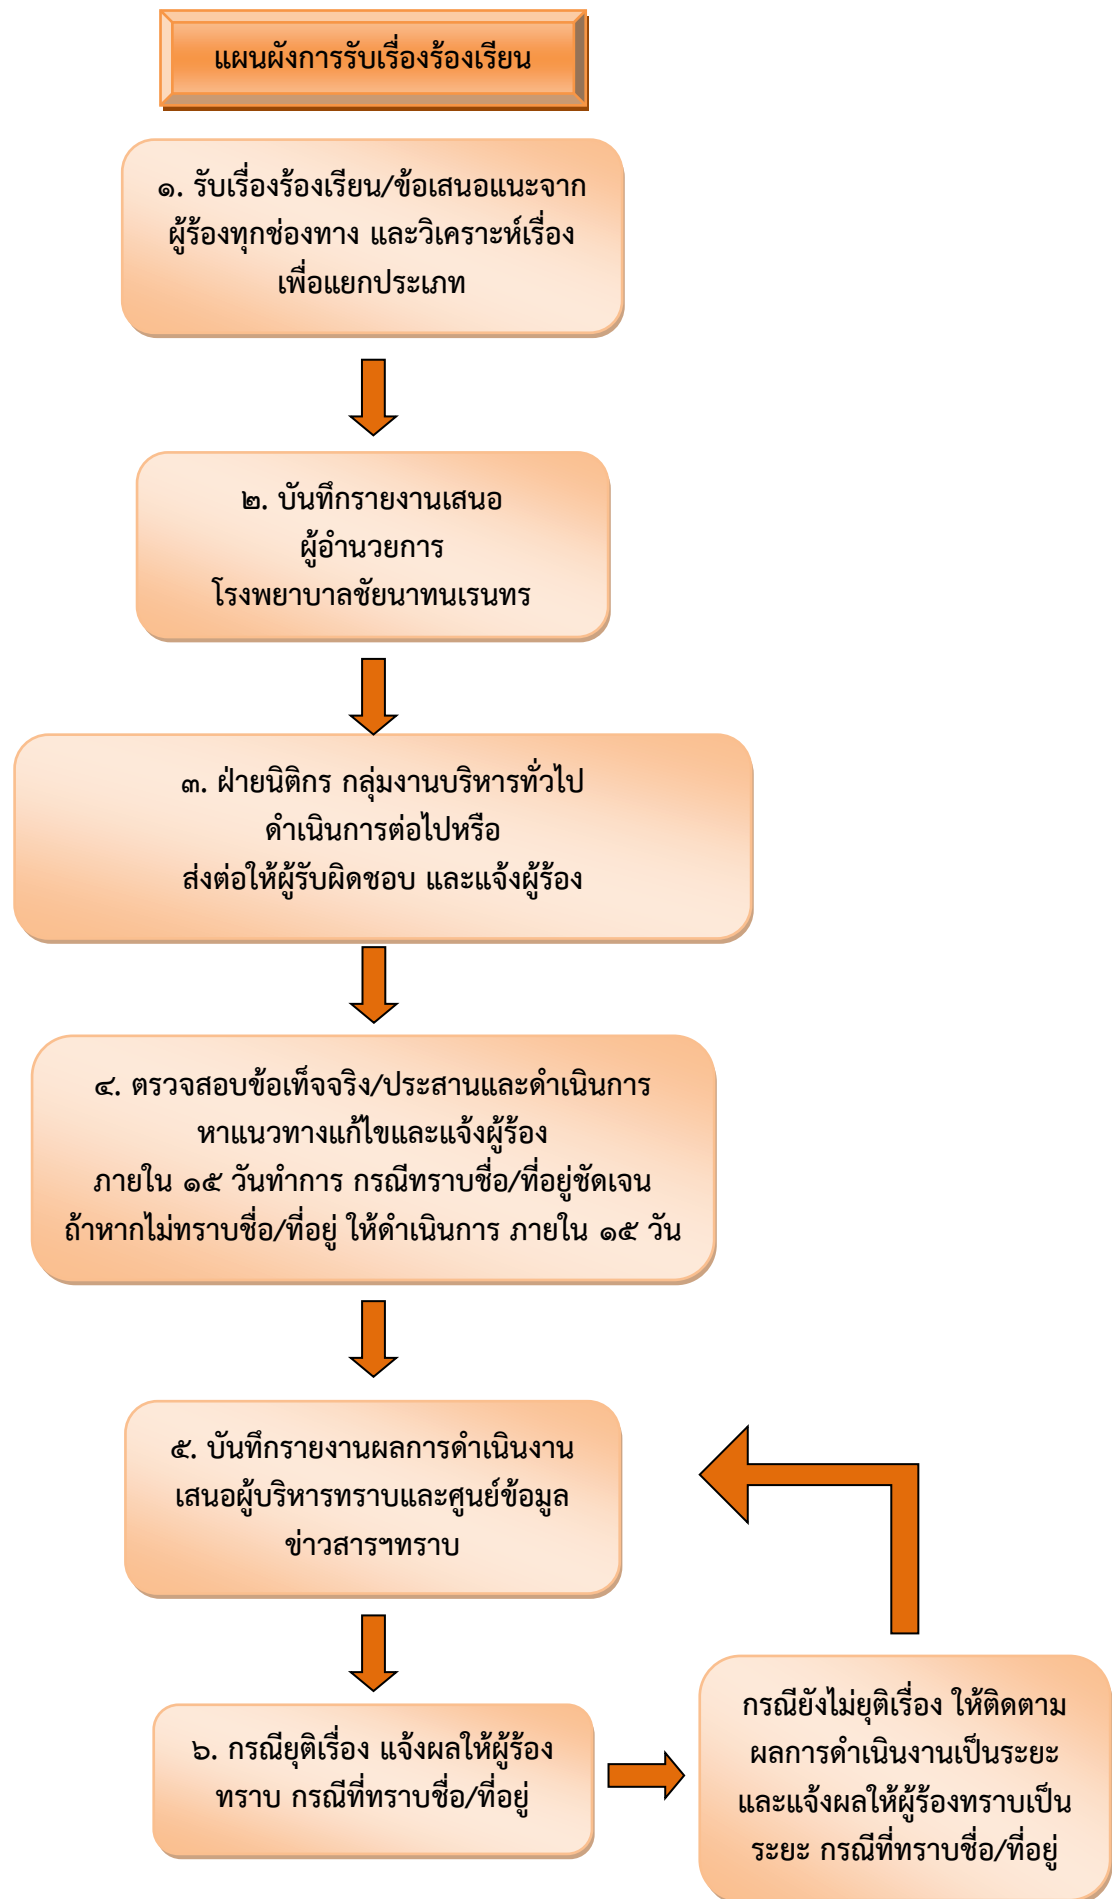 แผนผังการรับเรื่องร้องเรียน
๑. รับเรื่องร้องเรียน/ข้อเสนอแนะจาก
ผู้ร้องทุกช่องทาง และวิเคราะห์เรื่อง
เพื่อแยกประเภท
๒. บันทึกรายงานเสนอ
ผู้อำนวยการ
โรงพยาบาลชัยนาทนเรนทร
๓. ฝ่ายนิติกร กลุ่มงานบริหารทั่วไป
ดำเนินการต่อไปหรือ
ส่งต่อให้ผู้รับผิดชอบ และแจ้งผู้ร้อง
๔. ตรวจสอบข้อเท็จจริง/ประสานและดำเนินการ
หาแนวทางแก้ไขและแจ้งผู้ร้อง
ภายใน ๑๕ วันทำการ กรณีทราบชื่อ/ที่อยู่ชัดเจน
ถ้าหากไม่ทราบชื่อ/ที่อยู่ ให้ดำเนินการ ภายใน ๑๕ วัน
๕. บันทึกรายงานผลการดำเนินงาน
เสนอผู้บริหารทราบและศูนย์ข้อมูล
ข่าวสารฯทราบ
๖. กรณียุติเรื่อง แจ้งผลให้ผู้ร้อง
ทราบ กรณีที่ทราบชื่อ/ที่อยู่
กรณียังไม่ยุติเรื่อง ให้ติดตาม
ผลการดำเนินงานเป็นระยะ
และแจ้งผลให้ผู้ร้องทราบเป็น
ระยะ กรณีที่ทราบชื่อ/ที่อยู่